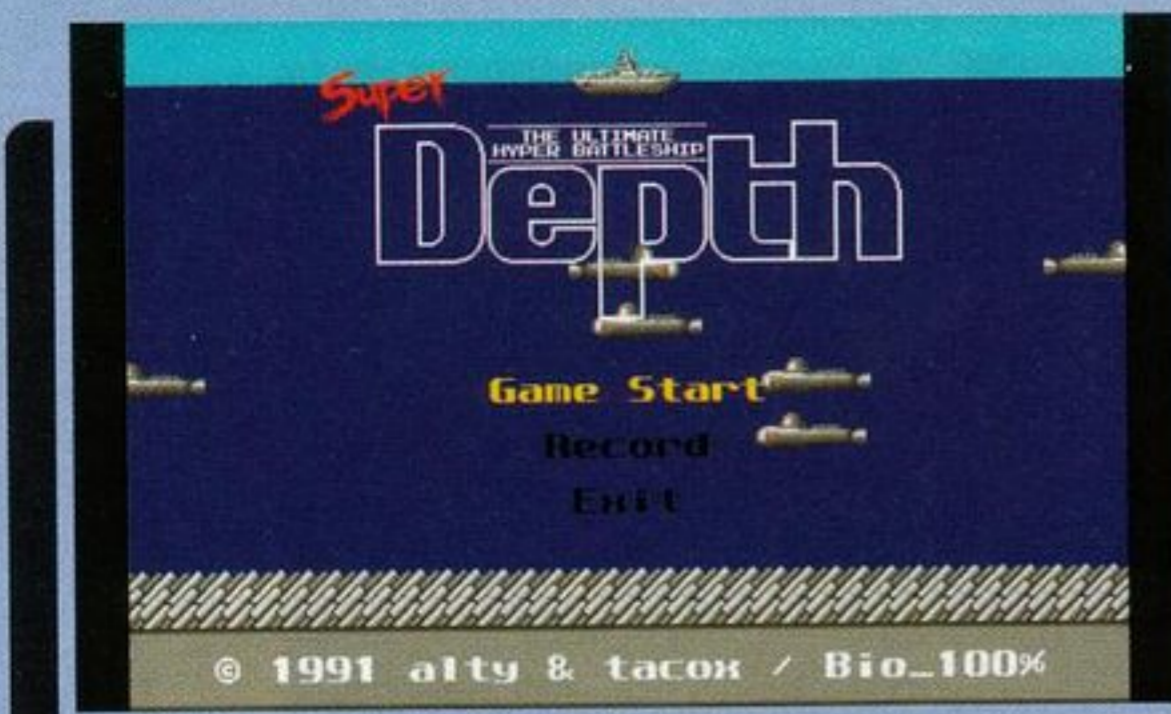 Super
THE ULTIMATE
HYPER BATTLESHIP
Depth
Game Start
Record
Exit
© 1991 alty & tacox / Bio_100%